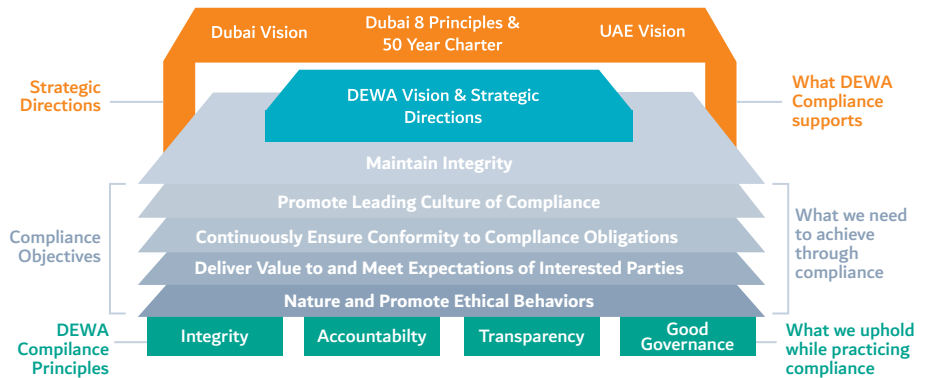 Dubai Vision
Dubai 8 Principles &
50 Year Charter
UAE Vision
Strategic
Directions
What DEWA
Compliance
supports
DEWA Vision & Strategic
Directions
Maintain Integrity
Promote Leading Culture of Compliance
Continuously Ensure Conformity to Compllance Obligations
Deliver Value to and Meet Expectations of Interested Parties
Nature and Promote Ethical Behaviors
Compliance
Objectives
What we need
to achieve
through
compliance
DEWA
Compliance
Principles
Integrity
Accountabilty
Transparency
Good
Governance
What we uphold
while practicing
compliance